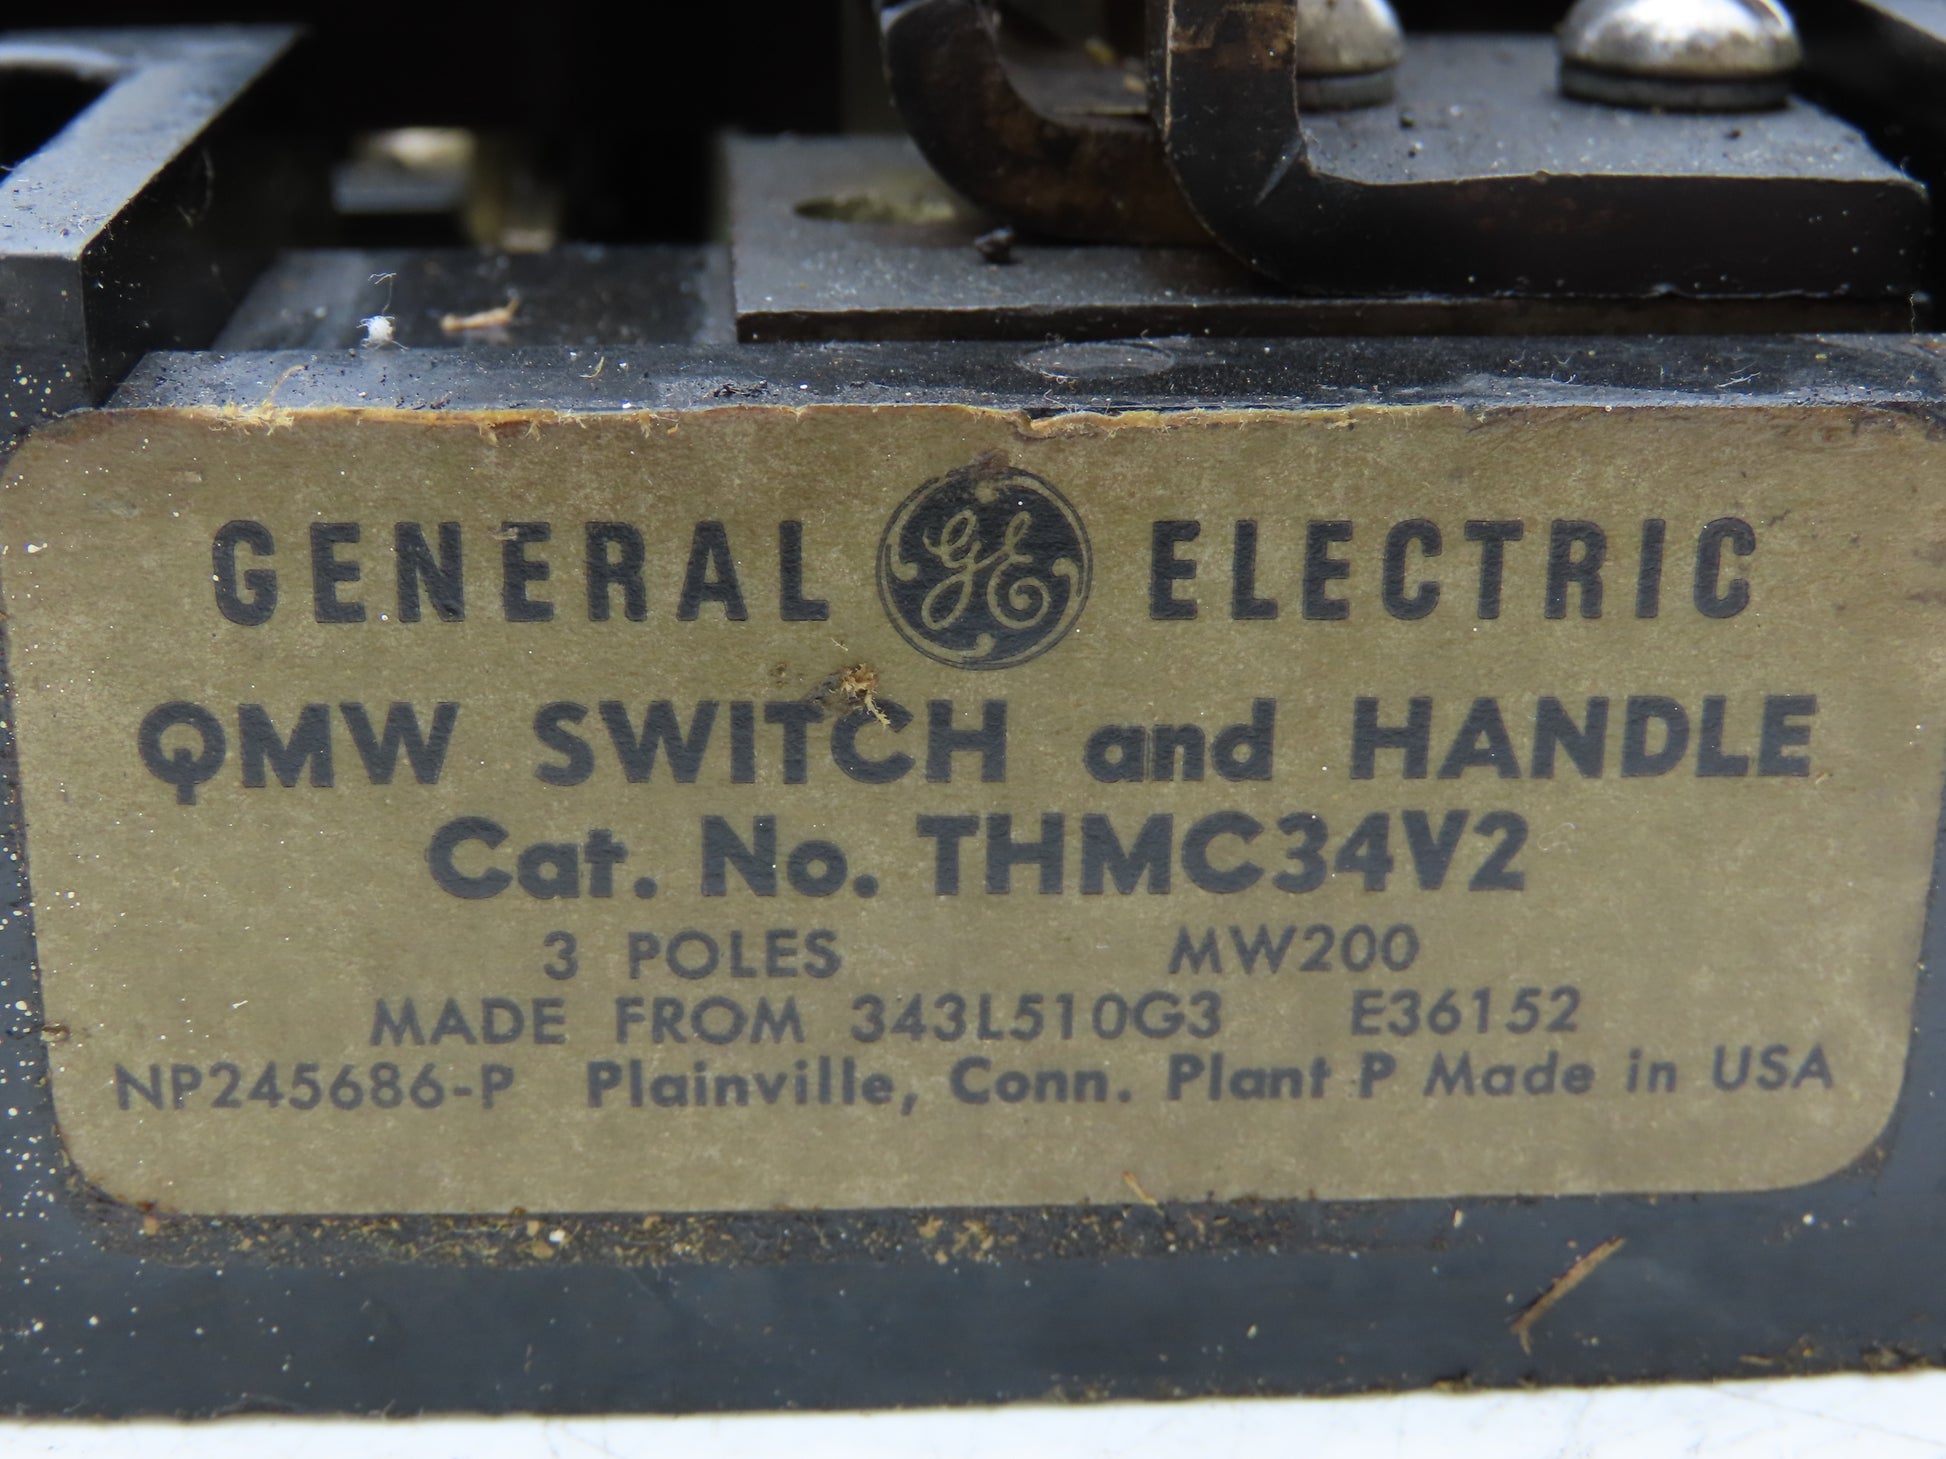 GENERAL GE ELECTRIC
QMW SWITCH and HANDLE
Cat. No. THMC34V2
3 POLES MW200
MADE FROM 343L510G3 E36152
NP245686-P Plainville, Conn. Plant P Made in USA